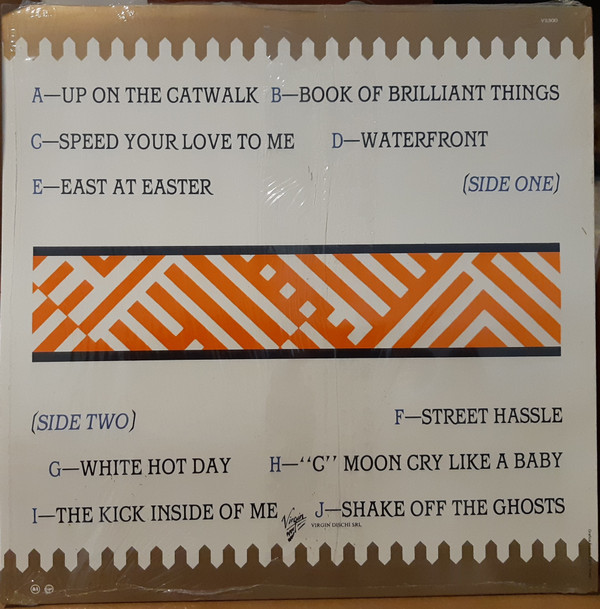 A—UP ON THE CATWALK B—BOOK OF BRILLIANT THINGS
C—SPEED YOUR LOVE TO ME D—WATERFRONT
E—EAST AT EASTER (SIDE ONE)
(SIDE TWO) F—STREET HASSLE
G—WHITE HOT DAY H—‘‘C’’ MOON CRY LIKE A BABY
I—THE KICK INSIDE OF ME Virgin J—SHAKE OFF THE GHOSTS
VIRGIN DISCHI SRL